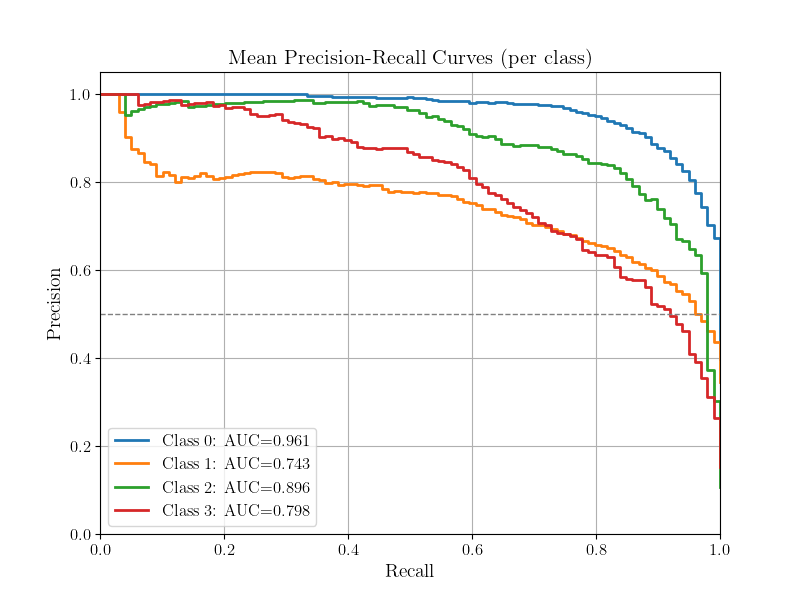 Mean Precision-Recall Curves (per class)
Precision
1.0
0.8
0.6
0.4
0.2
0.0
Class 0: AUC=0.961
Class 1: AUC=0.743
Class 2: AUC=0.896
Class 3: AUC=0.798
0.0 0.2 0.4 0.6 0.8 1.0
Recall